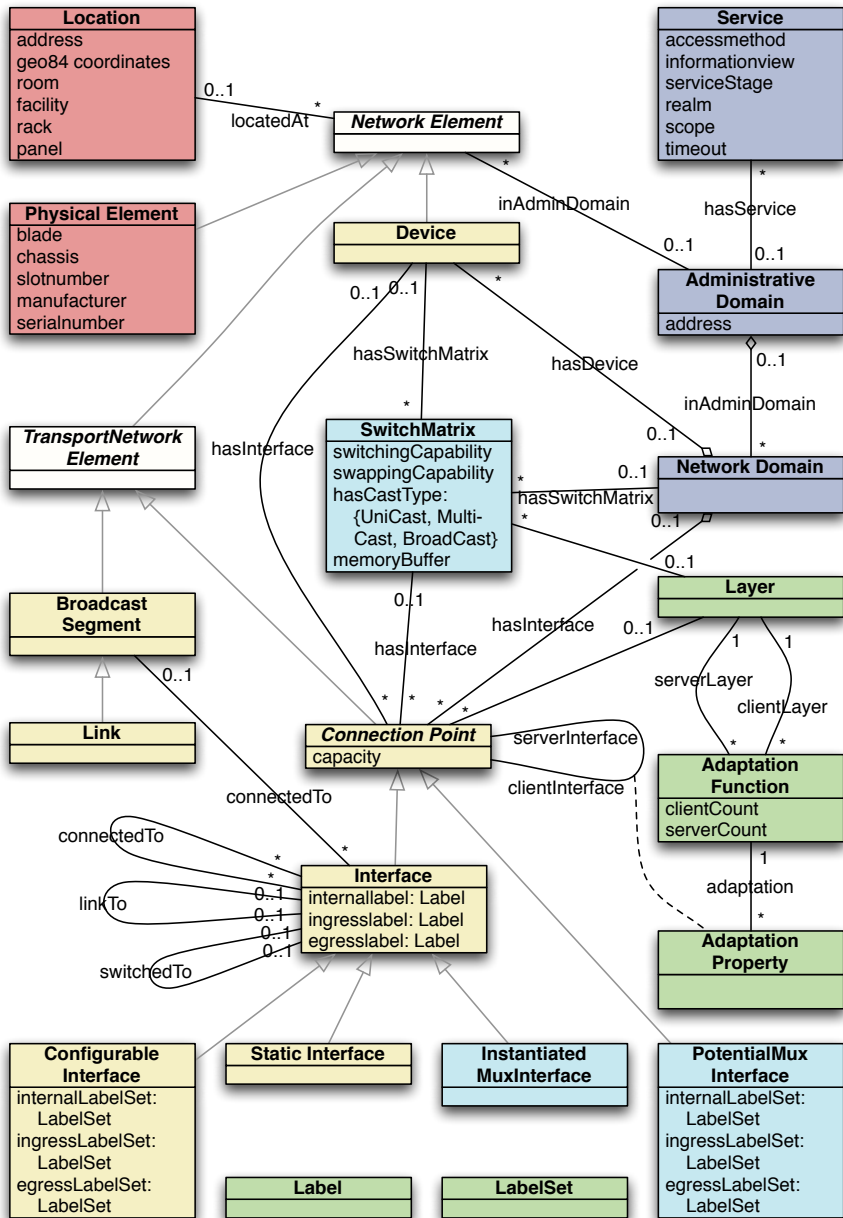 Location
address
geo84 coordinates
room
facility
rack
panel
0..1
locatedAt
*
Network Element
Service
accessmethod
informationview
serviceStage
realm
scope
timeout
*
hasService
0..1
*
inAdminDomain
0..1
Physical Element
blade
chassis
slotnumber
manufacturer
serialnumber
Device
0..1
0..1
*
Administrative
Domain
address
0..1
inAdminDomain
*
hasSwitchMatrix
*
hasDevice
0..1
TransportNetwork
Element
hasInterface
SwitchMatrix
switchingCapability
swappingCapability
hasCastType:
{UniCast, Multi-
Cast, BroadCast}
memoryBuffer
*
0..1
hasSwitchMatrix
*
Network Domain
0..1
0..1
0..1
Layer
Broadcast
Segment
0..1
hasInterface
hasInterface
0..1
1
1
serverLayer
clientLayer
*
*
*
*
*
*
Link
Connection Point
capacity
serverInterface
clientInterface
Adaptation
Function
clientCount
serverCount
1
adaptation
*
Adaptation
Property
connectedTo
*
connectedTo
*
*
linkTo
0..1
0..1
switchedTo
0..1
0..1
Interface
internallabel: Label
ingresslabel: Label
egresslabel: Label
Configurable
Interface
internalLabelSet:
LabelSet
ingressLabelSet:
LabelSet
egressLabelSet:
LabelSet
Static Interface
Instantiated
MuxInterface
PotentialMux
Interface
internalLabelSet:
LabelSet
ingressLabelSet:
LabelSet
egressLabelSet:
LabelSet
Label
LabelSet